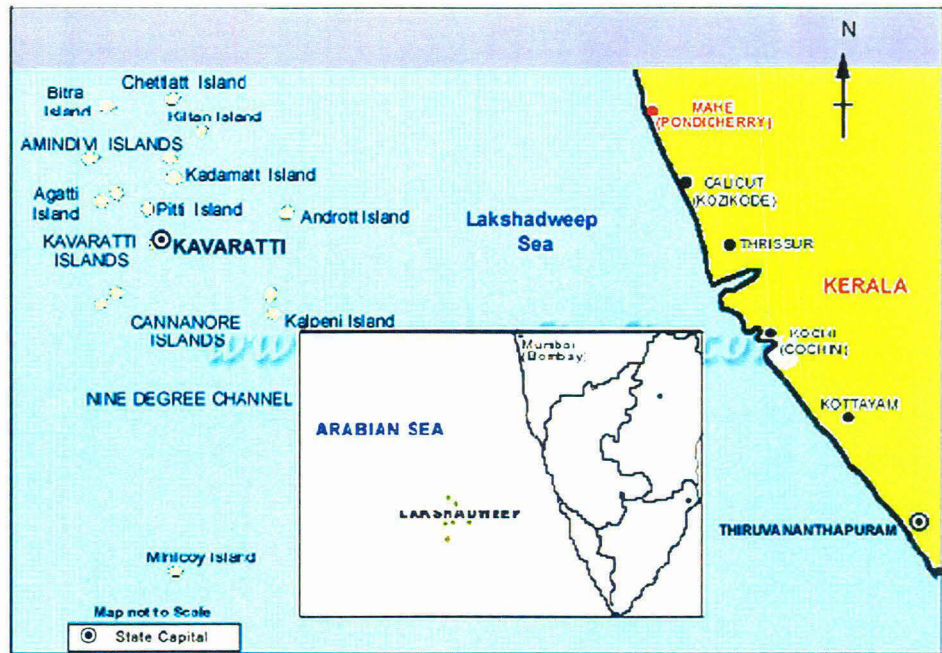 N
Chettlatt Island
Bitra
Island
Kiltan Island
AMINDIVI ISLANDS
Kadamatt Island
Agatti
Island
Pitti Island
Andrott Island
KAVARATTI
ISLANDS
KAVARATTI
Lakshadweep
Sea
CANNANORE
ISLANDS
Kalpeni Island
NINE DEGREE CHANNEL
Minicoy Island
Map not to Scale
State Capital
MAHE
(PONDICHERRY)
CALICUT
(KOZIKODE)
THRISSUR
KERALA
KOCHI
(COCHIN)
KOTTAYAM
THIRUVANANTHAPURAM
Mumbai
(Bombay)
ARABIAN SEA
LAKSHADWEEP